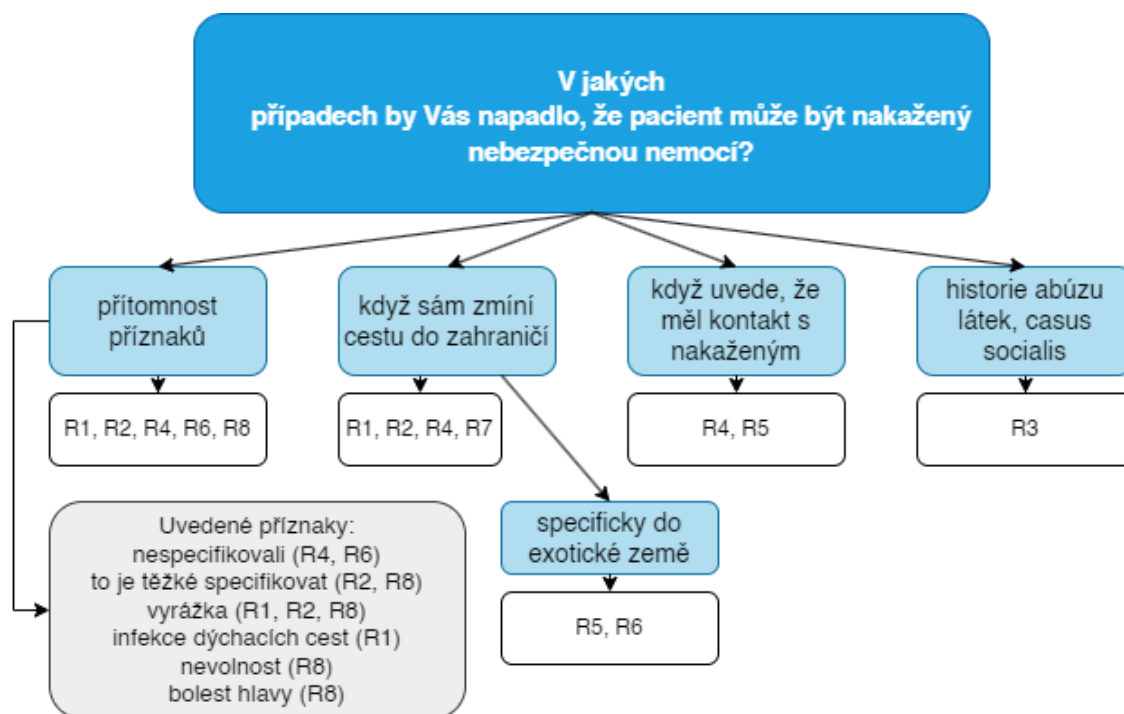 V jakých
případech by Vás napadlo, že pacient může být nakažený
nebezpečnou nemocí?
přítomnost
příznaků
když sám zmíní
cestu do zahraničí
když uvede, že
měl kontakt s
nakaženým
historie abúzu
látek, casus
socialis
R1, R2, R4, R6, R8
R1, R2, R4, R7
R4, R5
R3
Uvedené příznaky:
nespecifikovali (R4, R6)
to je těžké specifikovat (R2, R8)
vyrážka (R1, R2, R8)
infekce dýchacích cest (R1)
nevolnost (R8)
bolest hlavy (R8)
specificky do
exotické země
R5, R6